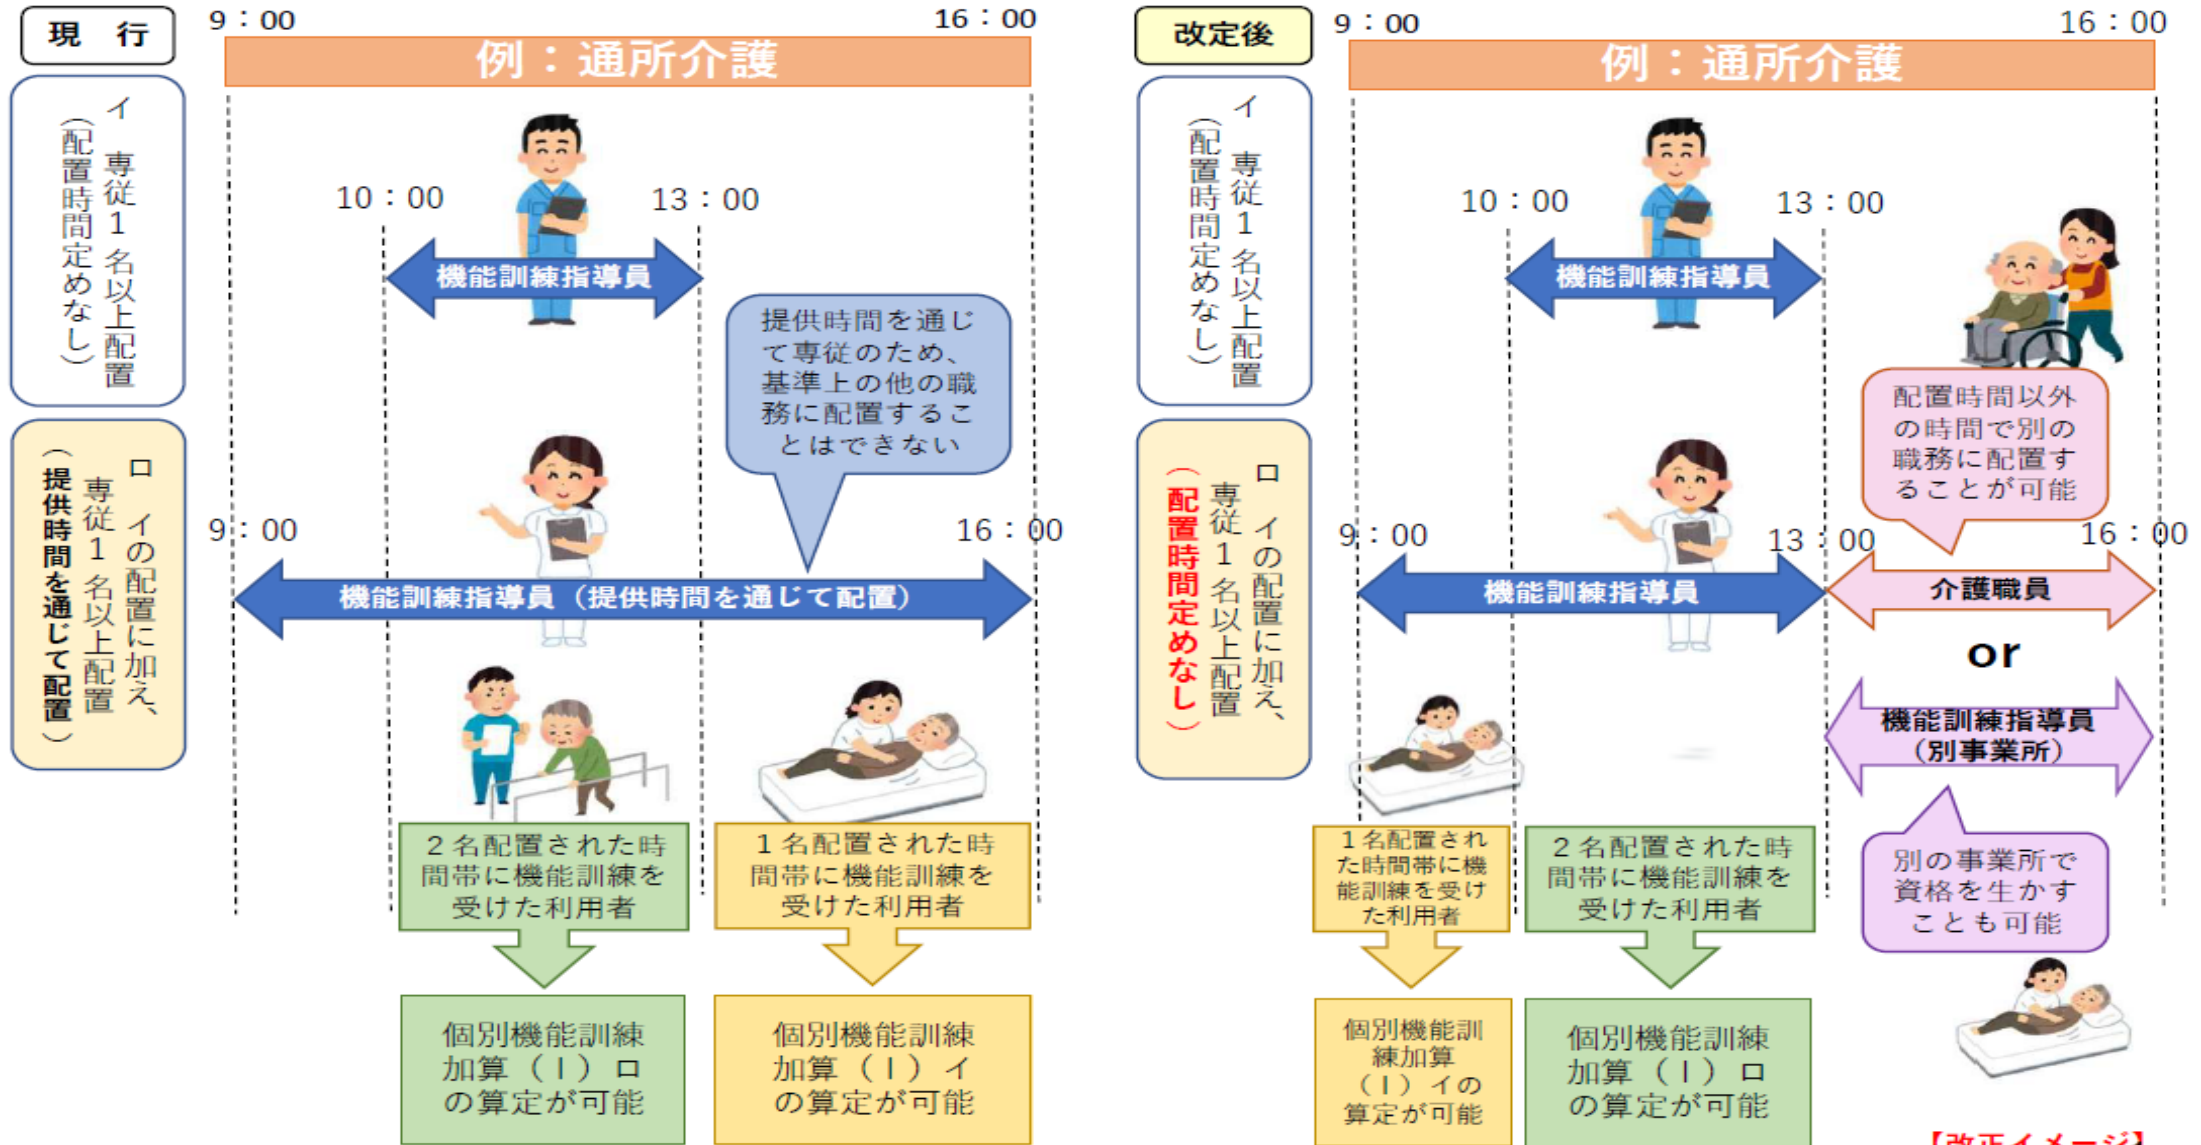 現　行
9：00
16：00
例：通所介護
イ　専従1名以上配置
（配置時間定めなし）
10：00
13：00
機能訓練指導員
提供時間を通じ
て専従のため、
基準上の他の職
務に配置するこ
とはできない
ロ　イの配置に加え、
専従1名以上配置
（提供時間を通じて配置）
9：00
16：00
機能訓練指導員（提供時間を通じて配置）
2名配置された時
間帯に機能訓練を
受けた利用者
1名配置された時
間帯に機能訓練を
受けた利用者
個別機能訓練
加算（Ⅰ）ロ
の算定が可能
個別機能訓練
加算（Ⅰ）イ
の算定が可能
改定後
9：00
16：00
例：通所介護
イ　専従1名以上配置
（配置時間定めなし）
10：00
13：00
機能訓練指導員
配置時間以外
の時間で別の
職務に配置す
ることが可能
ロ　イの配置に加え、
専従1名以上配置
（配置時間定めなし）
9：00
13：00
16：00
機能訓練指導員
介護職員
or
機能訓練指導員
（別事業所）
別の事業所で
資格を生かす
ことも可能
1名配置され
た時間帯に機
能訓練を受け
た利用者
2名配置された時
間帯に機能訓練を
受けた利用者
個別機能訓
練加算
（Ⅰ）イの
算定が可能
個別機能訓練
加算（Ⅰ）ロ
の算定が可能
【改正イメージ】